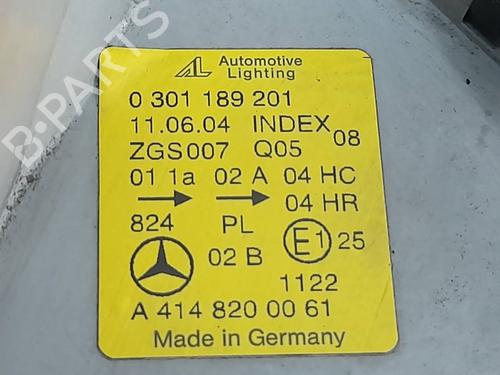 Automotive
Lighting
0 301 189 201
11.06.04 INDEX 08
ZGS007 Q05
01 1a 02 A 04 HC
04 HR
824 PL
02 B E1 25
1122
A 414 820 00 61
Made in Germany
B-PARTS